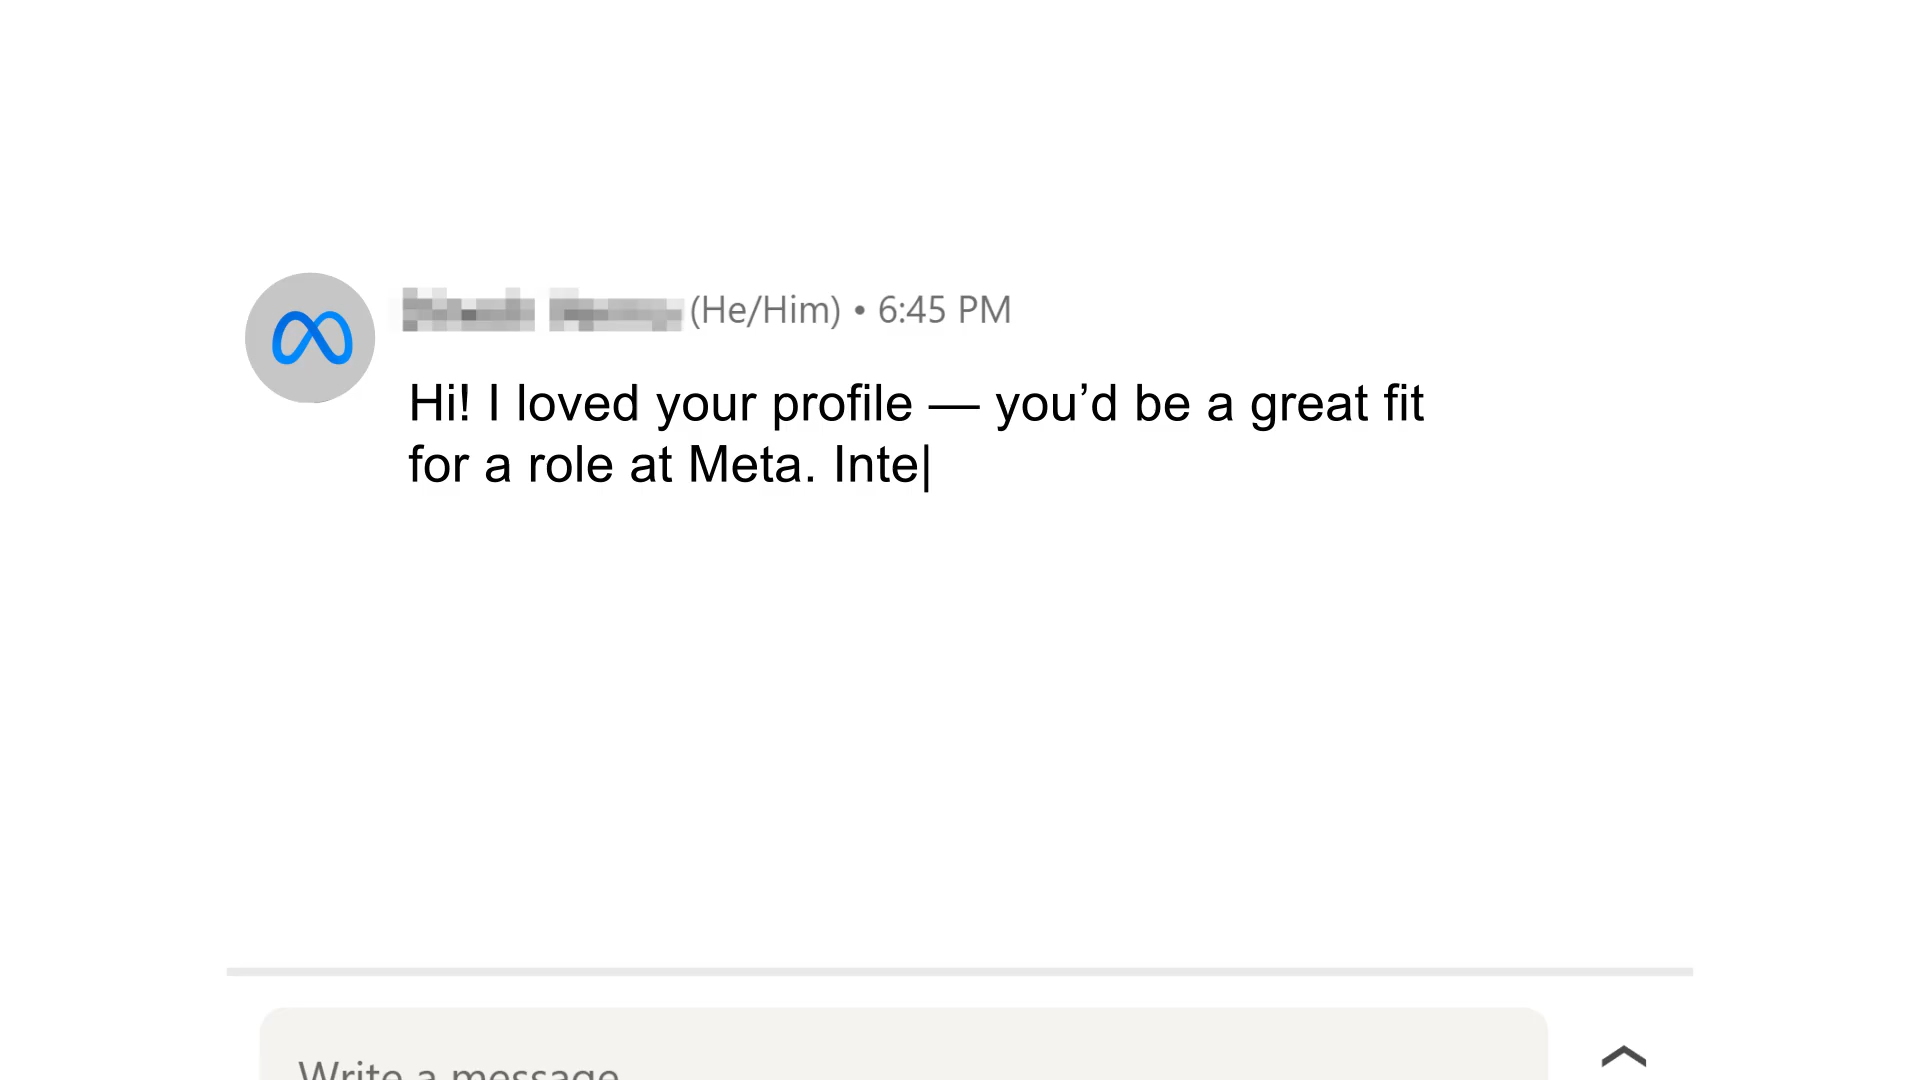 (He/Him) • 6:45 PM
Hi! I loved your profile — you’d be a great fit
for a role at Meta. Inte|
Write a message